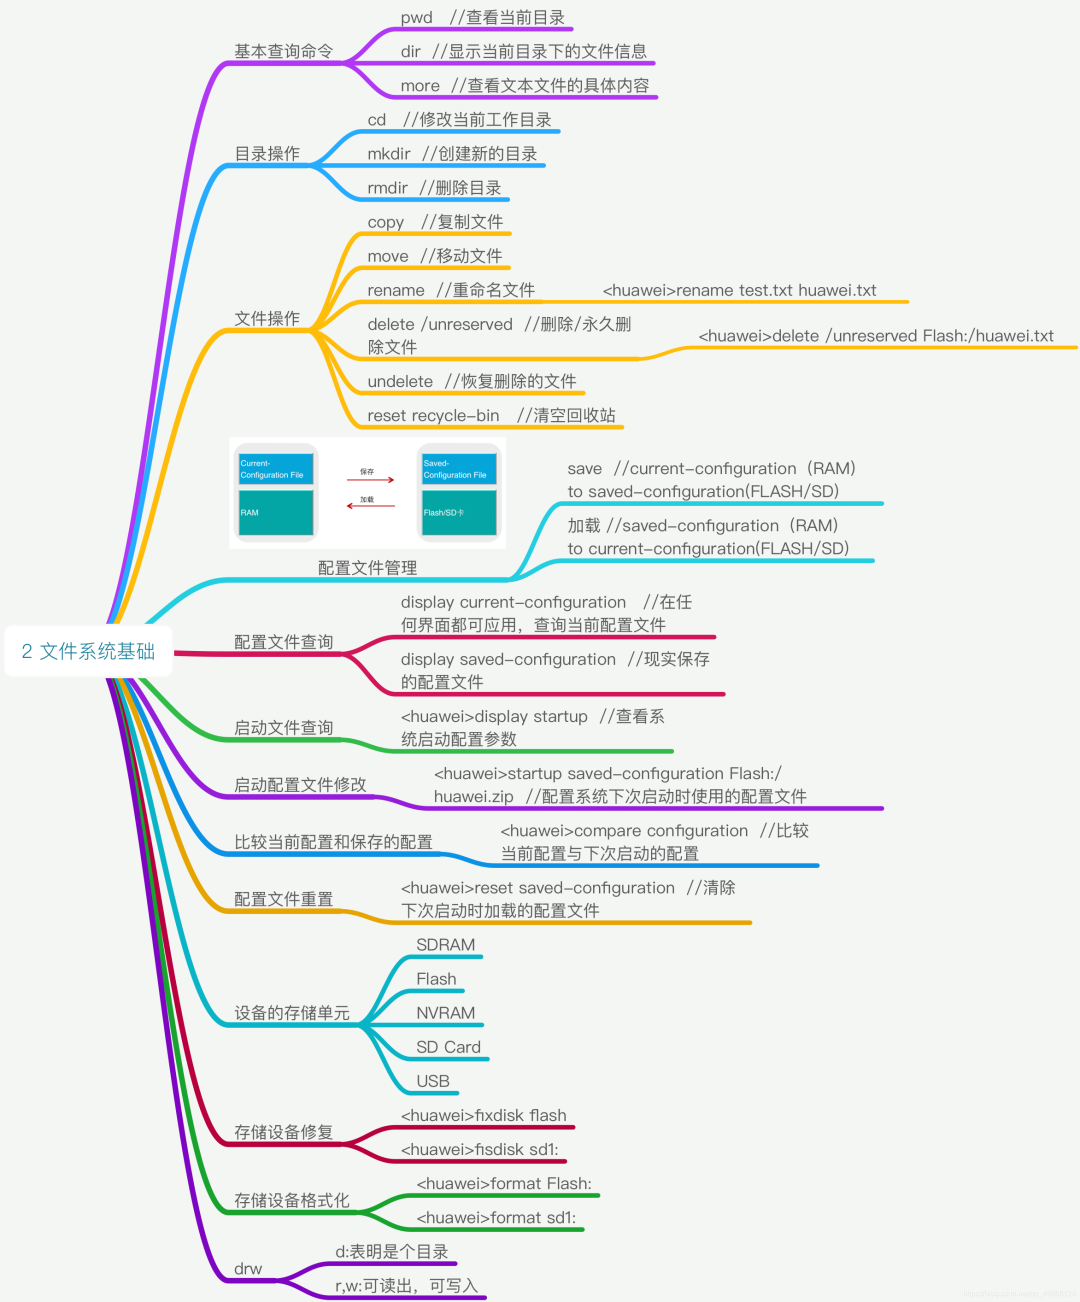 pwd //查看当前目录
基本查询命令
dir //显示当前目录下的文件信息
more //查看文本文件的具体内容
cd //修改当前工作目录
目录操作
mkdir //创建新的目录
rmdir //删除目录
copy //复制文件
move //移动文件
rename //重命名文件
<huawei>rename test.txt huawei.txt
文件操作
delete /unreserved //删除/永久删
除文件
<huawei>delete /unreserved Flash:/huawei.txt
undelete //恢复删除的文件
reset recycle-bin //清空回收站
Current-
Configuration File
RAM
保存
加载
Saved-
Configuration File
Flash/SD卡
配置文件管理
save //current-configuration（RAM）
to saved-configuration(FLASH/SD)
加载 //saved-configuration（RAM）
to current-configuration(FLASH/SD)
2 文件系统基础
配置文件查询
display current-configuration //在任
何界面都可应用，查询当前配置文件
display saved-configuration //现实保存
的配置文件
启动文件查询
<huawei>display startup //查看系
统启动配置参数
启动配置文件修改
<huawei>startup saved-configuration Flash:/
huawei.zip //配置系统下次启动时使用的配置文件
比较当前配置和保存的配置
<huawei>compare configuration //比较
当前配置与下次启动的配置
配置文件重置
<huawei>reset saved-configuration //清除
下次启动时加载的配置文件
设备的存储单元
SDRAM
Flash
NVRAM
SD Card
USB
存储设备修复
<huawei>fixdisk flash
<huawei>fisdisk sd1:
存储设备格式化
<huawei>format Flash:
<huawei>format sd1:
drw
d:表明是个目录
r,w:可读出，可写入